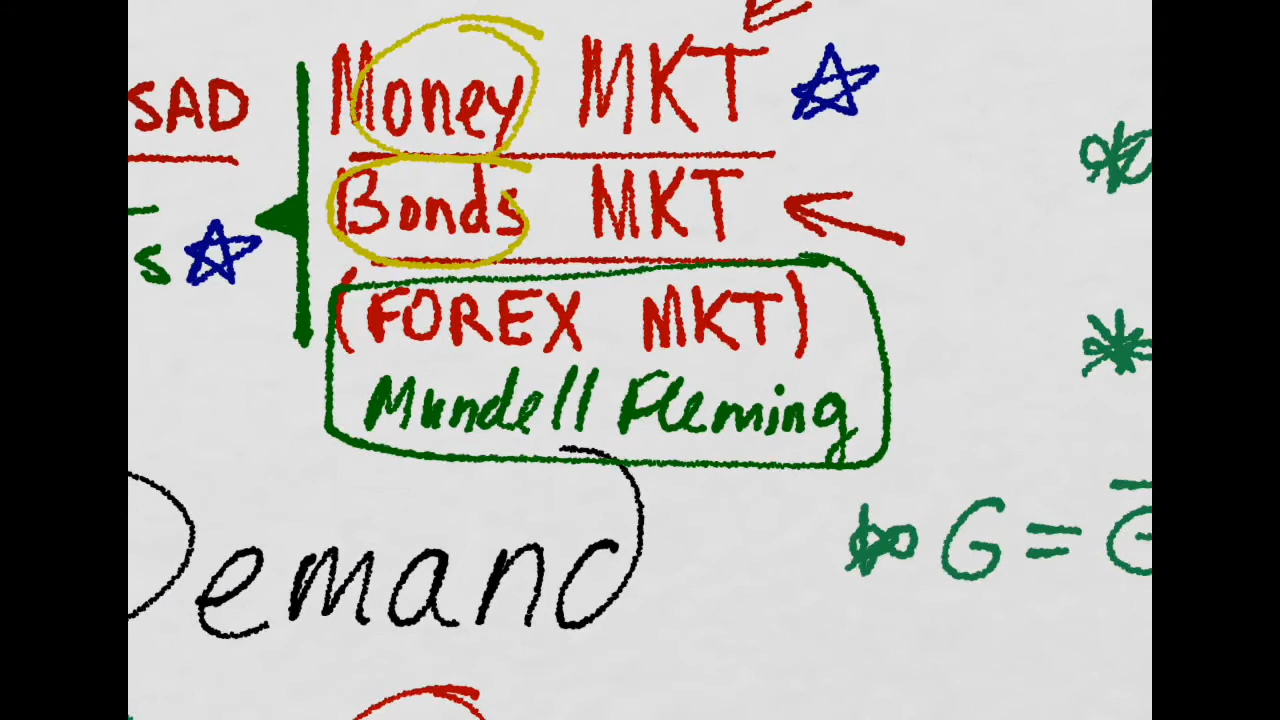 Money MKT
SAD
Bonds MKT
s
(FOREX MKT)
Mundell Fleming
G = G
Demand